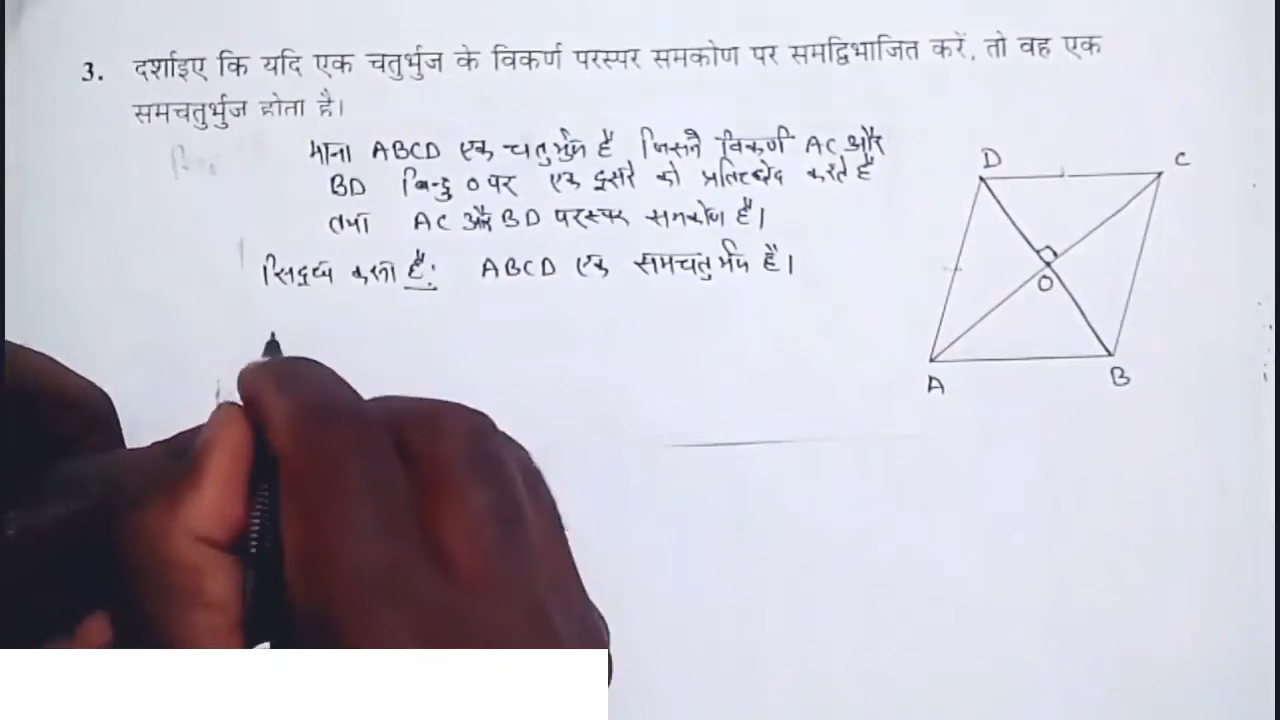 3. दर्शाइए कि यदि एक चतुर्भुज के विकर्ण परस्पर समकोण पर समद्विभाजित करें, तो वह एक
समचतुर्भुज होता है।
माना ABCD एक चतुर्भुज है जिसने विकर्ण AC और
BD बिन्दु O पर एक दूसरे को प्रतिच्छेद करते हैं
तथा AC और BD परस्पर समकोण है।
सिद्ध करना है: ABCD एक समचतुर्भुज है।
D C
O
A B